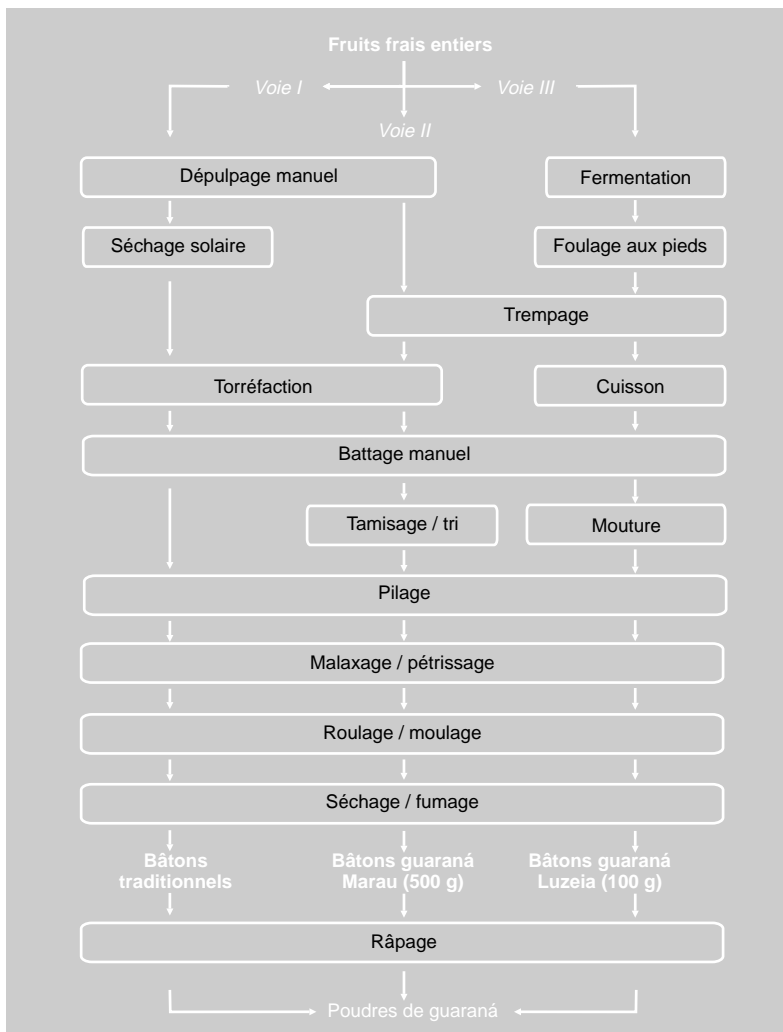 Fruits frais entiers
Voie I
Voie III
Voie II
Dépulpage manuel
Fermentation
Séchage solaire
Foulage aux pieds
Trempage
Torréfaction
Cuisson
Battage manuel
Tamisage / tri
Mouture
Pilage
Malaxage / pétrissage
Roulage / moulage
Séchage / fumage
Bâtons
traditionnels
Bâtons guaraná
Marau (500 g)
Bâtons guaraná
Luzeia (100 g)
Râpage
Poudres de guaraná